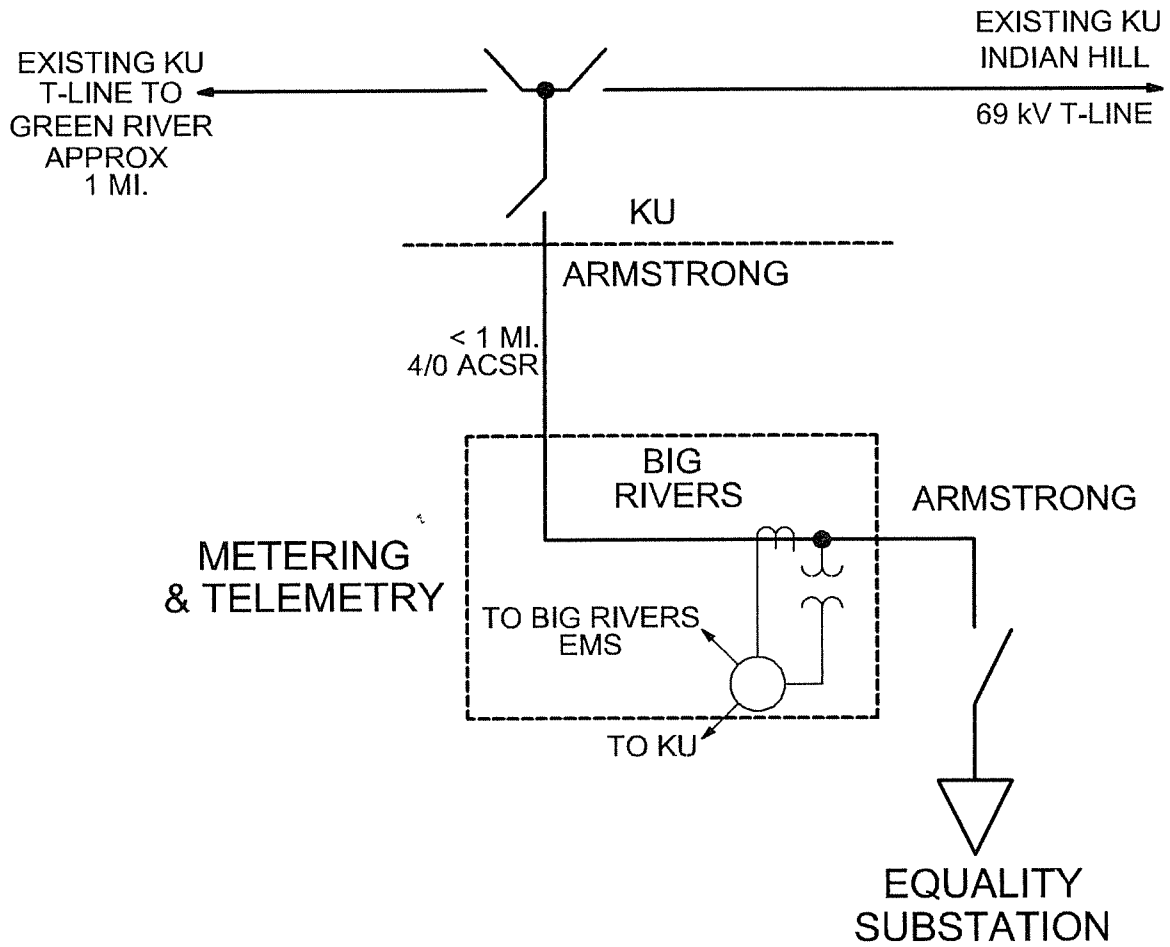 EXISTING KU
T-LINE TO
GREEN RIVER
APPROX
1 MI.
EXISTING KU
INDIAN HILL
69 kV T-LINE
KU
ARMSTRONG
< 1 MI.
4/0 ACSR
BIG
RIVERS
ARMSTRONG
METERING
& TELEMETRY
TO BIG RIVERS
EMS
TO KU
EQUALITY
SUBSTATION